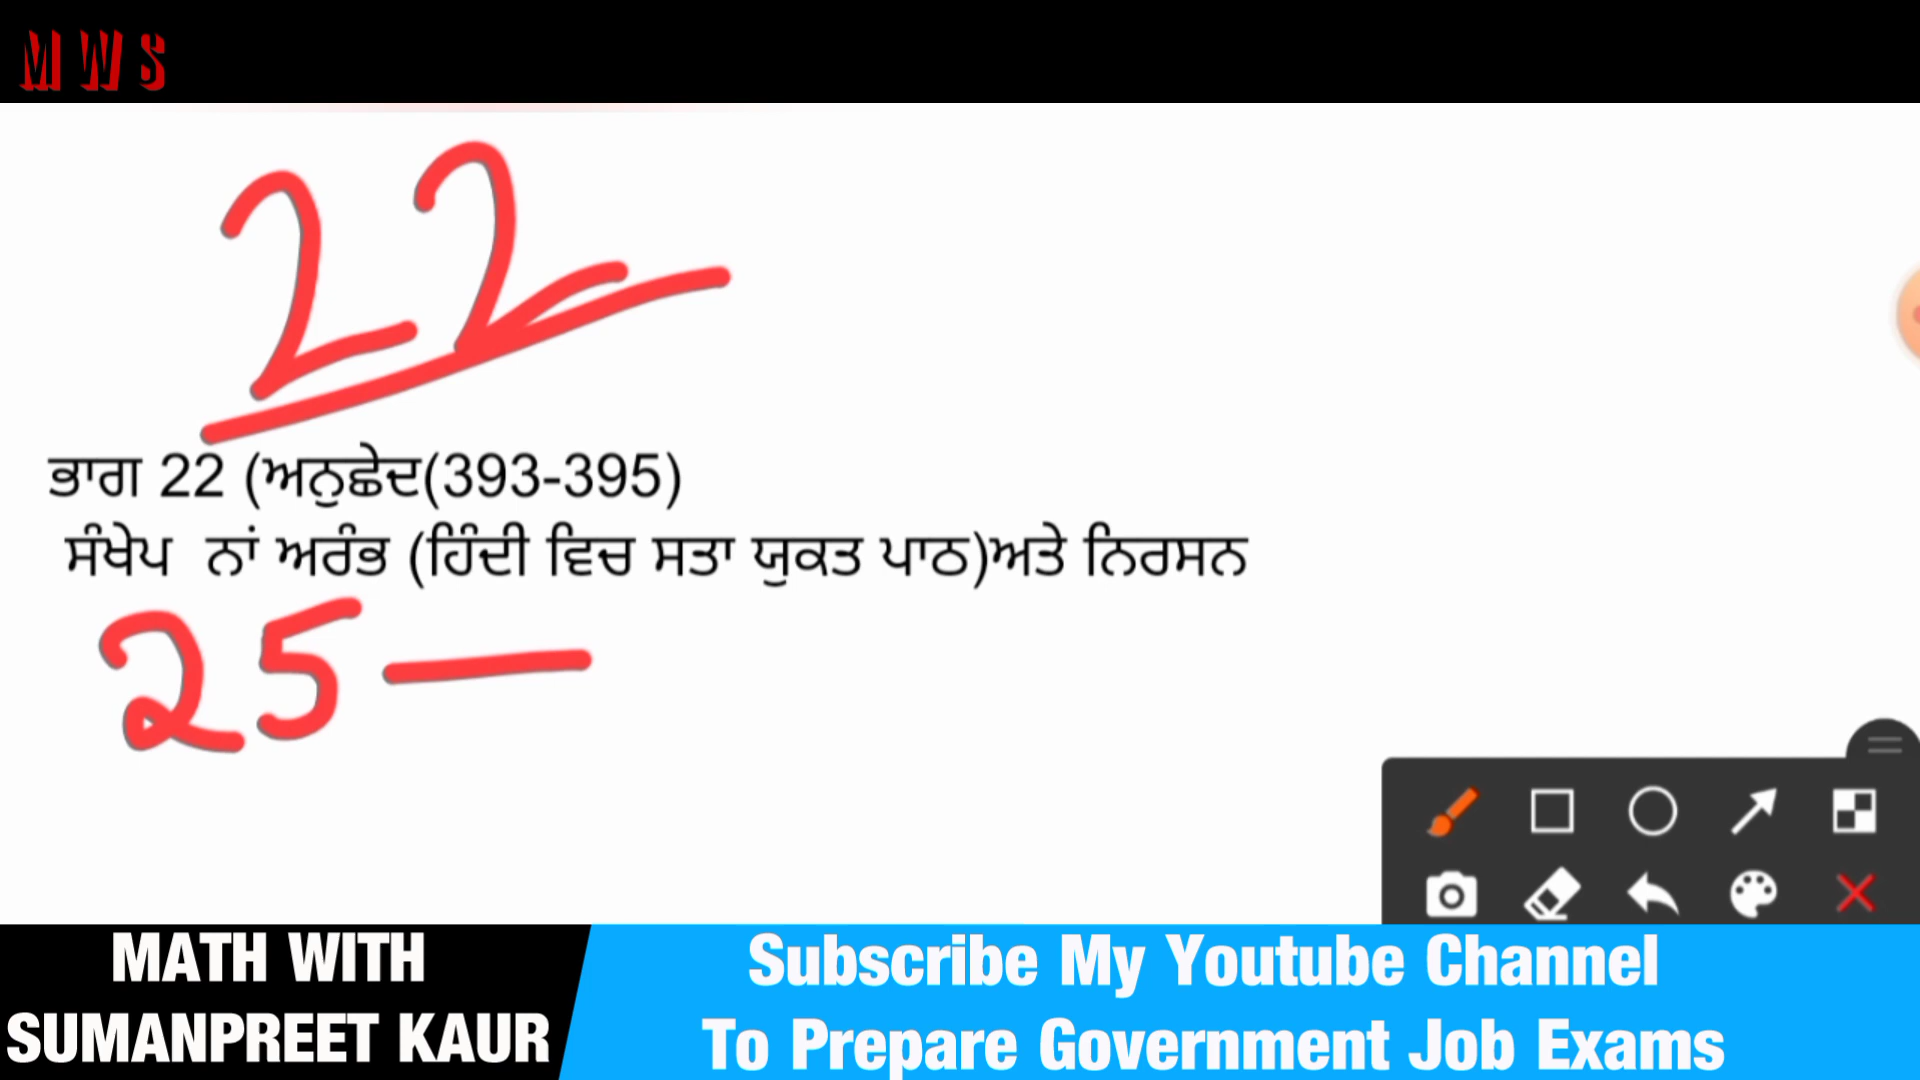 MWS
22
ਭਾਗ 22 (ਅਨੁਛੇਦ(393-395)
ਸੰਖੇਪ ਨਾਂ ਅਰੰਭ (ਹਿੰਦੀ ਵਿਚ ਸਤਾ ਯੁਕਤ ਪਾਠ)ਅਤੇ ਨਿਰਸਨ
25 —
MATH WITH
SUMANPREET KAUR
Subscribe My Youtube Channel
To Prepare Government Job Exams